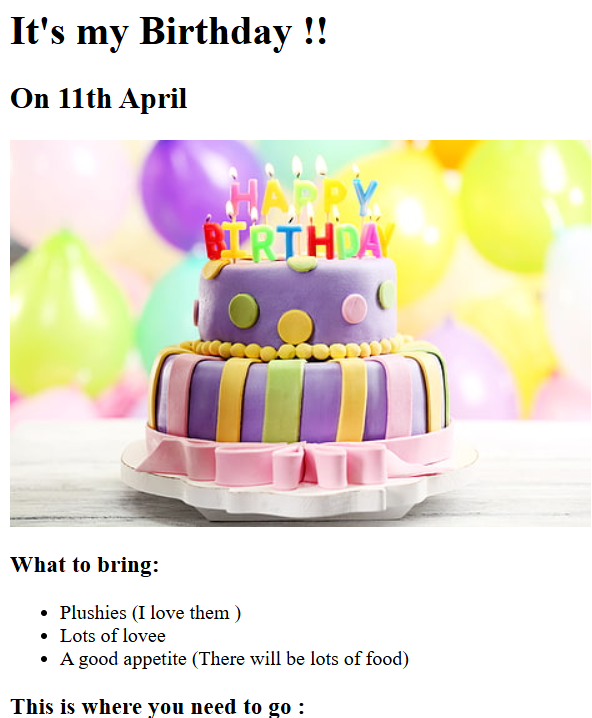 It's my Birthday !!
On 11th April
HAPPY
BIRTHDAY
What to bring:
Plushies (I love them )
Lots of lovee
A good appetite (There will be lots of food)
This is where you need to go :